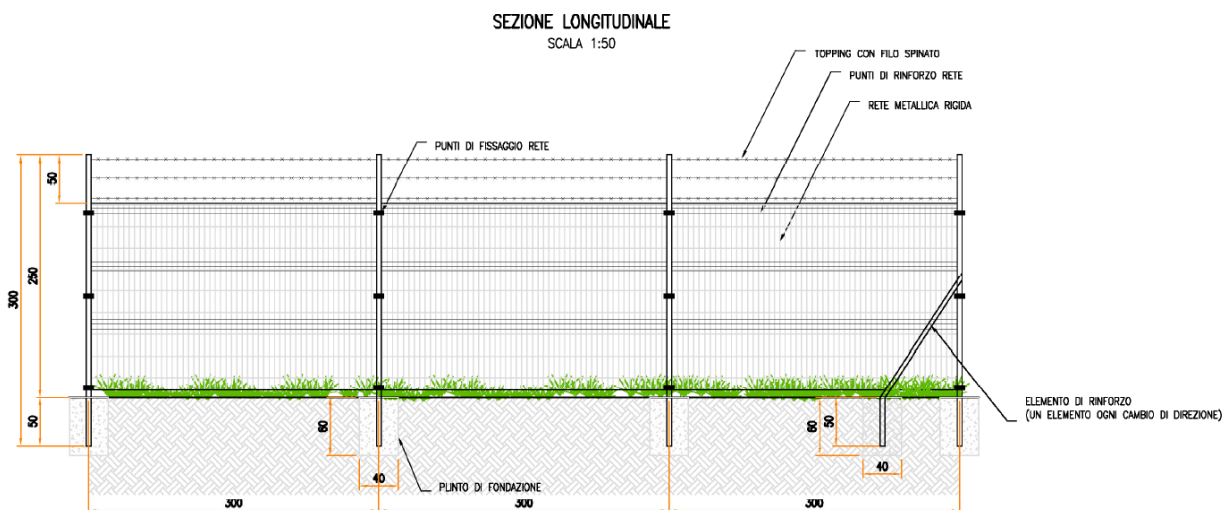 SEZIONE LONGITUDINALE
SCALA 1:50
TOPPING CON FILO SPINATO
PUNTI DI RINFORZO RETE
RETE METALLICA RIGIDA
PUNTI DI FISSAGGIO RETE
50
250
300
ELEMENTO DI RINFORZO
(UN ELEMENTO OGNI CAMBIO DI DIREZIONE)
50
60
60
50
40
40
PUNTO DI FONDAZIONE
300
300
300